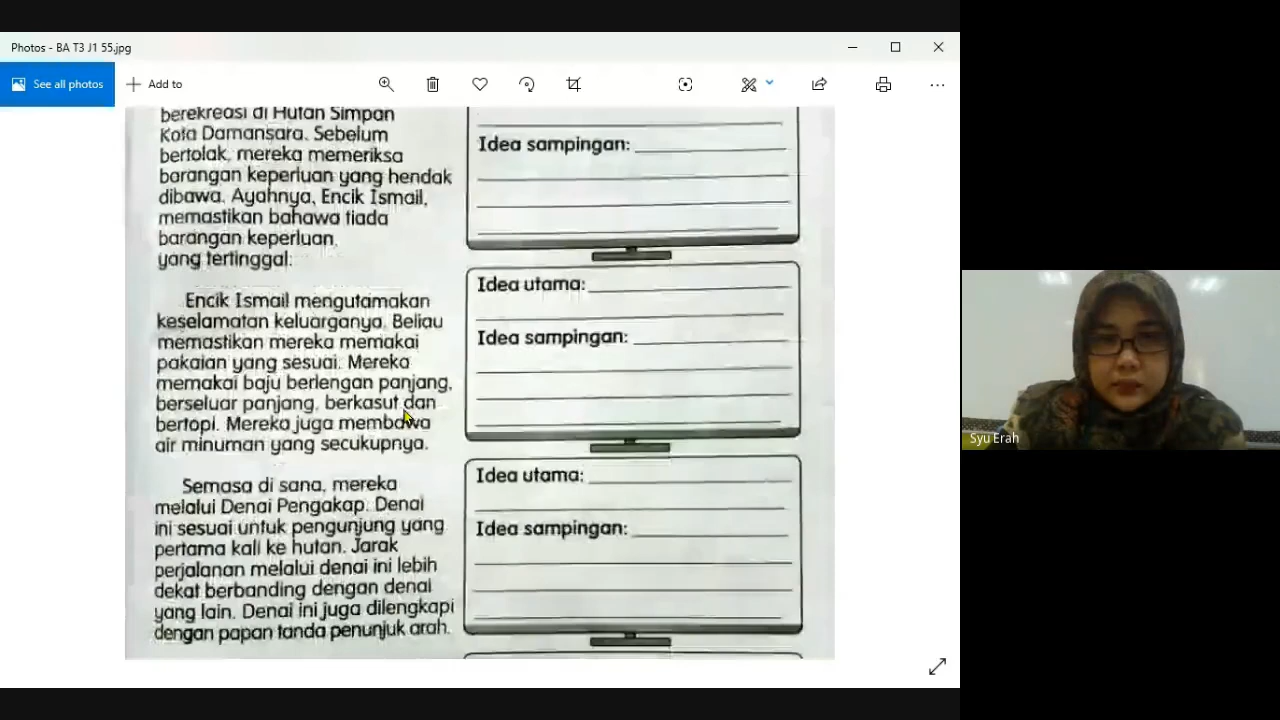 Photos - BA T3 J1 55.jpg
See all photos
Add to
berekreasi di Hutan Simpan
Kota Damansara. Sebelum
bertolak, mereka memeriksa
barangan keperluan yang hendak
dibawa. Ayahnya, Encik Ismail,
memastikan bahawa tiada
barangan keperluan
yang tertinggal.
Encik Ismail mengutamakan
keselamatan keluarganya. Beliau
memastikan mereka memakai
pakaian yang sesuai. Mereka
memakai baju berlengan panjang,
berseluar panjang, berkasut dan
bertopi. Mereka juga membawa
air minuman yang secukupnya.
Semasa di sana, mereka
melalui Denai Pengakap. Denai
ini sesuai untuk pengunjung yang
pertama kali ke hutan. Jarak
perjalanan melalui denai ini lebih
dekat berbanding dengan denai
yang lain. Denai ini juga dilengkapi
dengan papan tanda penunjuk arah.
Idea sampingan:
Idea utama:
Idea sampingan:
Idea utama:
Idea sampingan:
Syu Erah